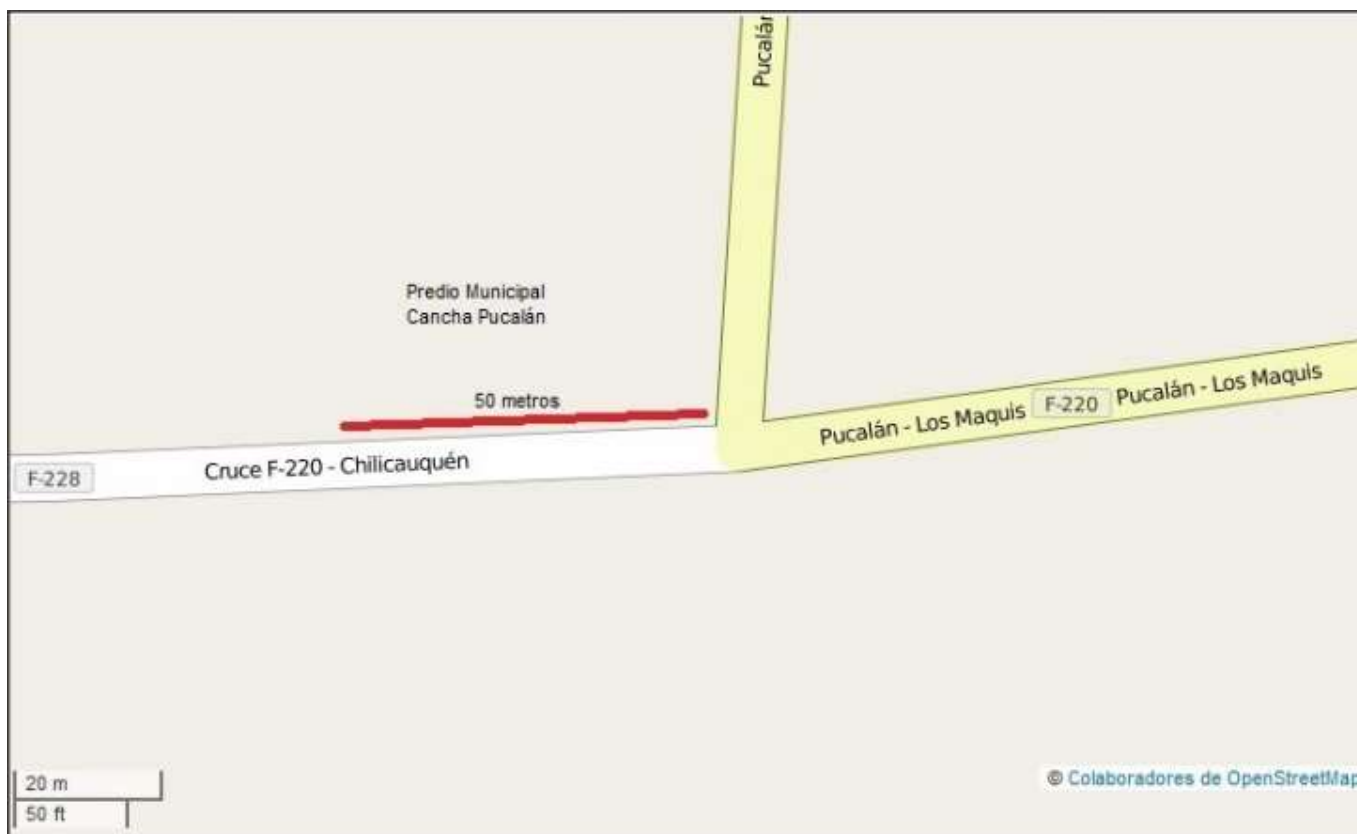 Pucalán
Predio Municipal
Cancha Pucalán
50 metros
Pucalán - Los Maquis F-220 Pucalán - Los Maquis
F-228 Cruce F-220 - Chilicauquén
20 m
50 ft
© Colaboradores de OpenStreetMap